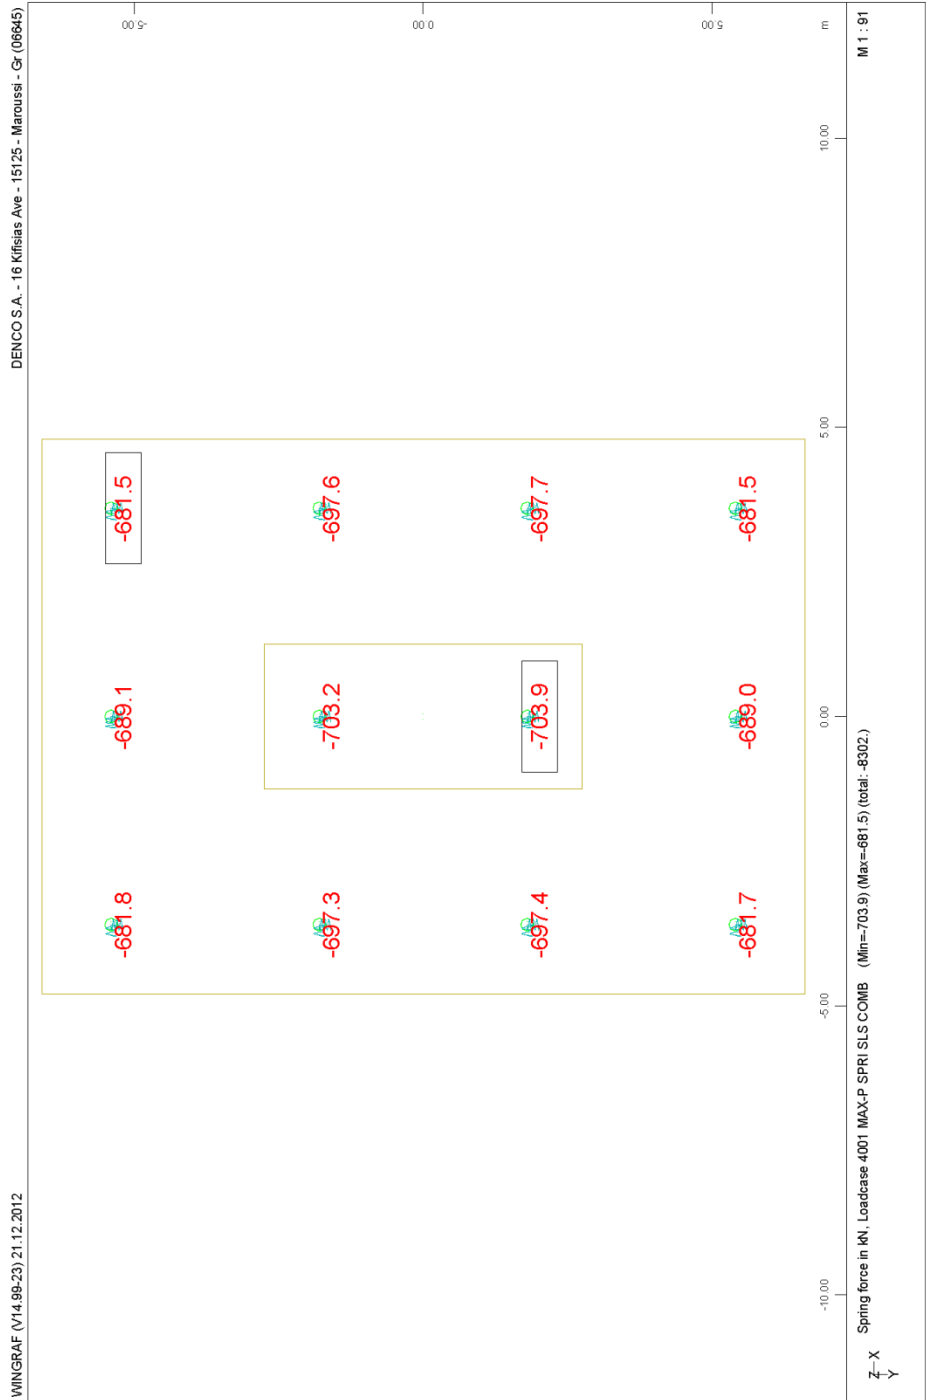 WINGRAF (V14.99-23) 21.12.2012
DENCO S.A. - 16 Kifisias Ave - 15125 - Maroussi - Gr (06645)
-5.00
0.00
5.00
m
-681.8
-689.1
-681.5
-697.3
-703.2
-697.6
-697.4
-703.9
-697.7
-681.7
-689.0
-681.5
-10.00
-5.00
0.00
5.00
10.00
Spring force in kN, Loadcase 4001 MAX-P SPRI SLS COMB (Min=-703.9) (Max=-681.5) (total: -8302.)
M 1 : 91
Z
X
Y